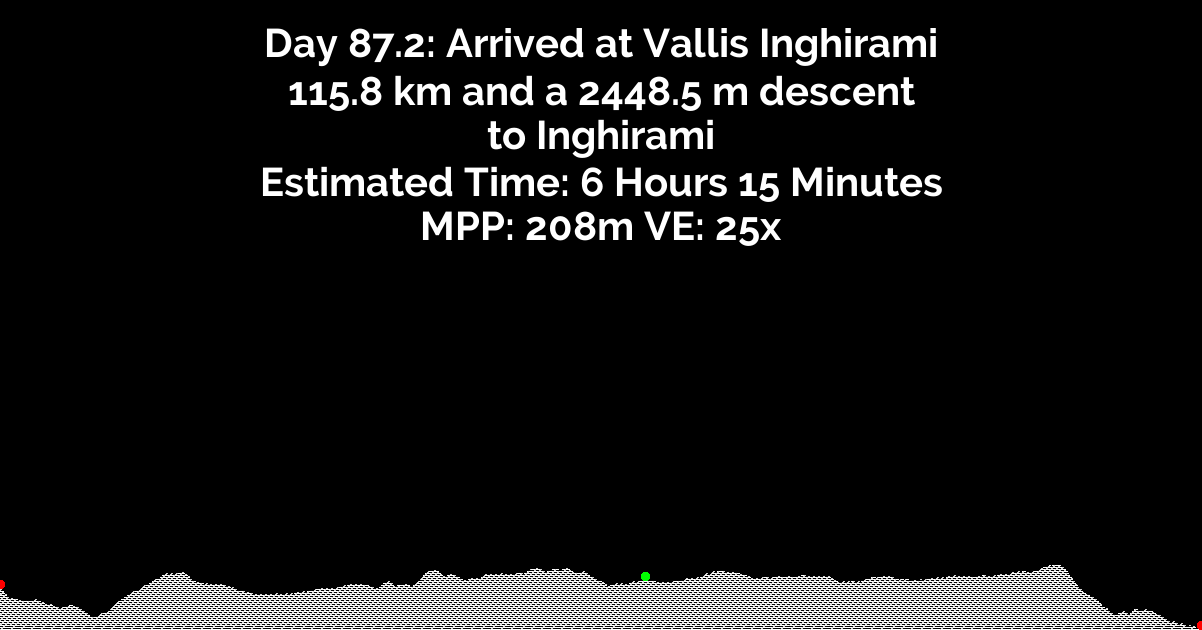 Day 87.2: Arrived at Vallis Inghirami
115.8 km and a 2448.5 m descent
to Inghirami
Estimated Time: 6 Hours 15 Minutes
MPP: 208m VE: 25x